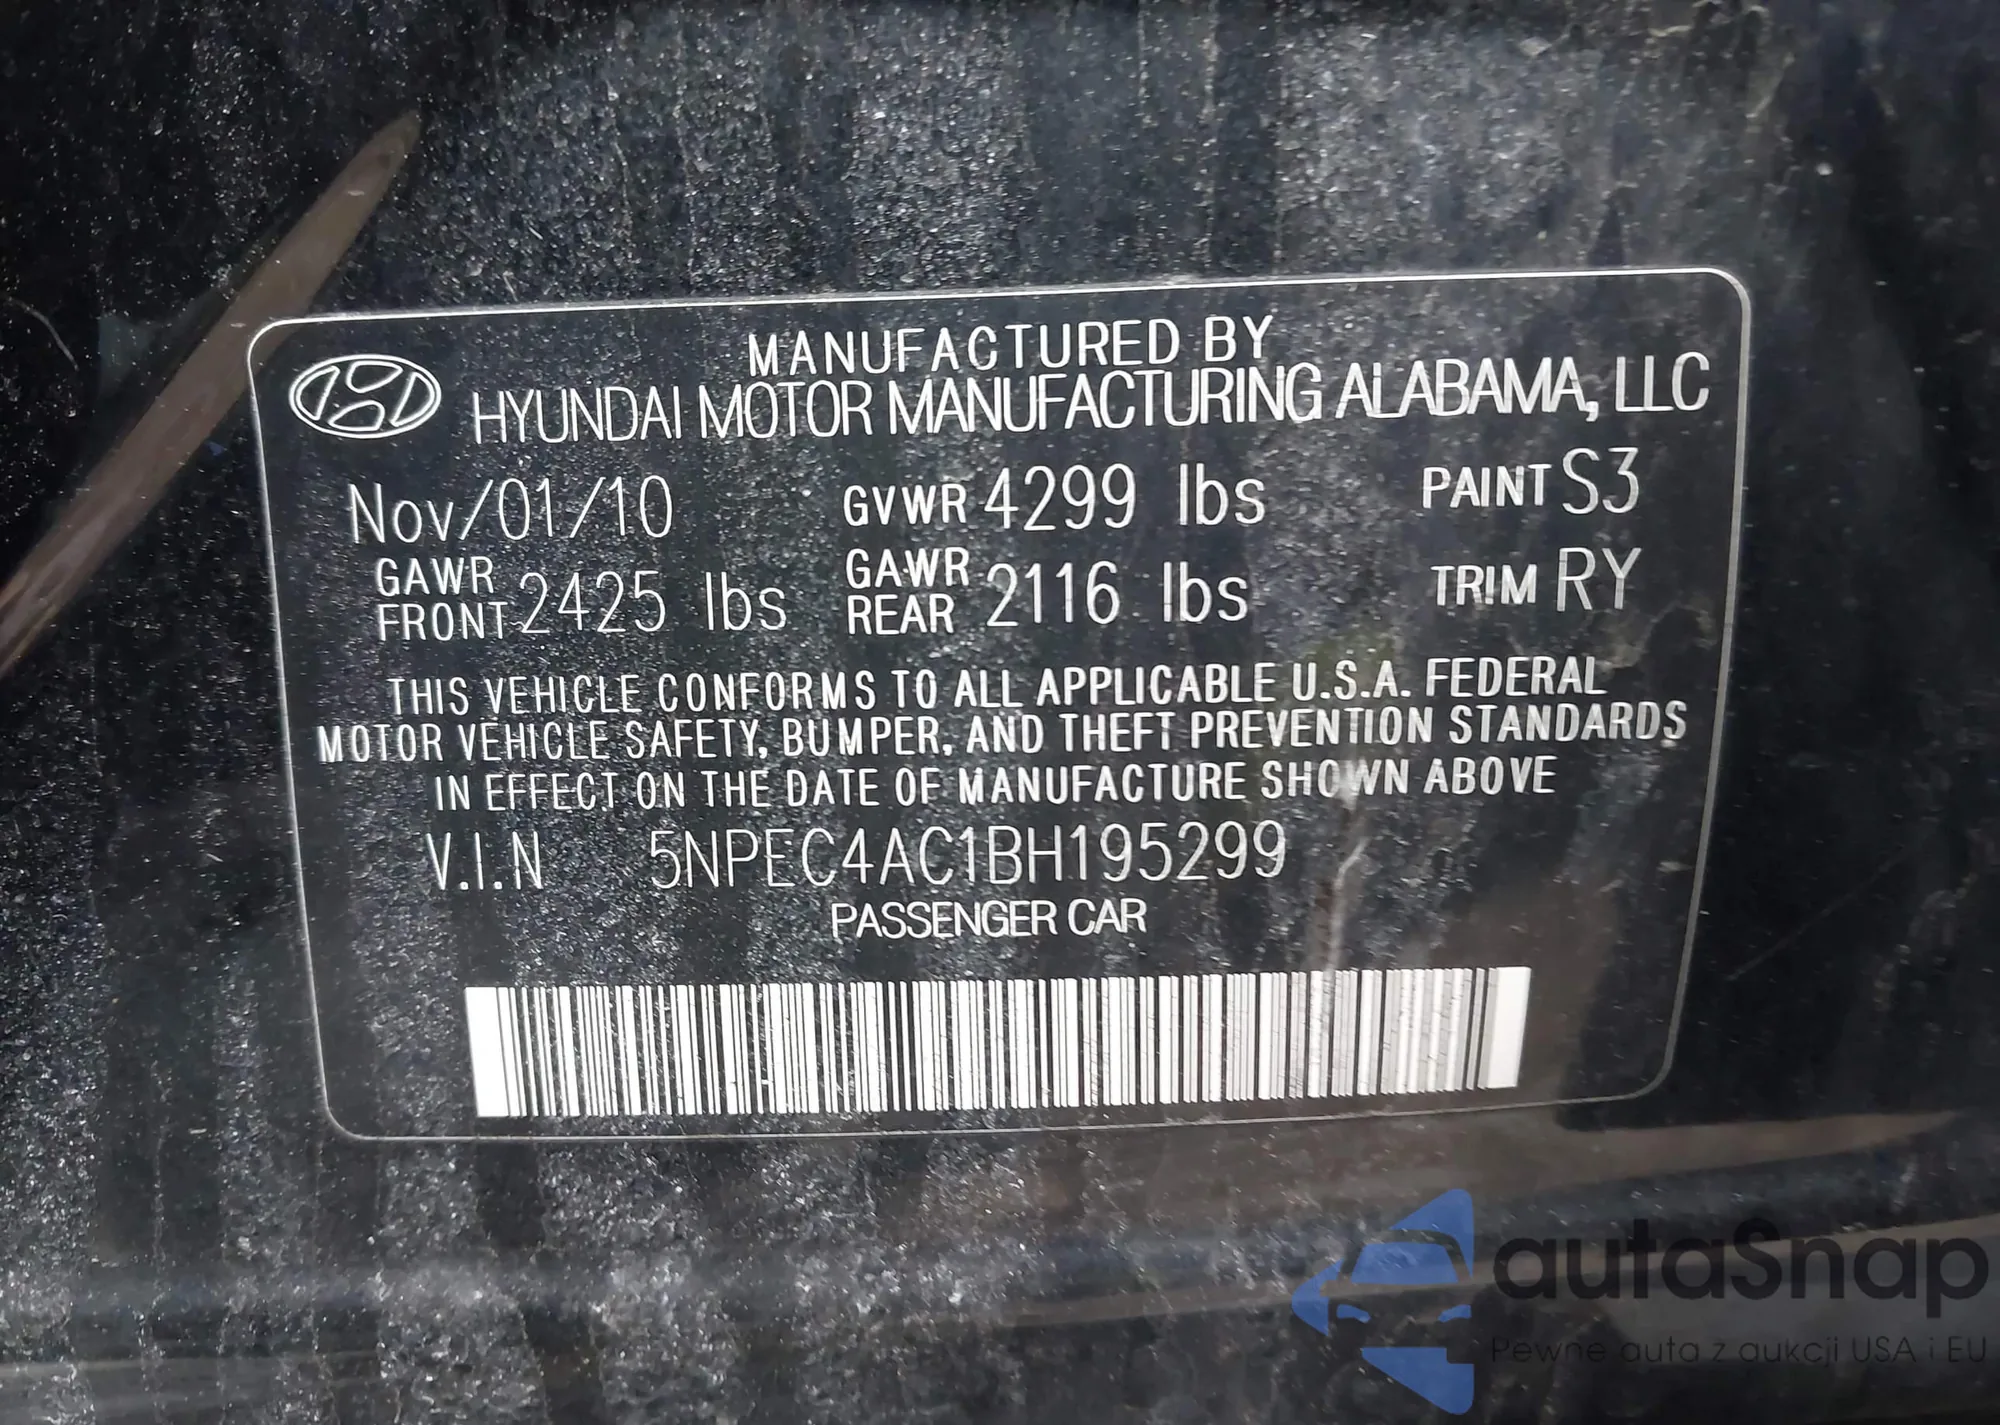 MANUFACTURED BY
HYUNDAI MOTOR MANUFACTURING ALABAMA, LLC
Nov/01/10 GVWR 4299 lbs PAINT S3
GAWR FRONT 2425 lbs GAWR REAR 2116 lbs TRIM RY
THIS VEHICLE CONFORMS TO ALL APPLICABLE U.S.A. FEDERAL
MOTOR VEHICLE SAFETY, BUMPER, AND THEFT PREVENTION STANDARDS
IN EFFECT ON THE DATE OF MANUFACTURE SHOWN ABOVE
V.I.N 5NPEC4AC1BH195299
PASSENGER CAR
autaSnap
Pewne auta z aukcji USA i EU